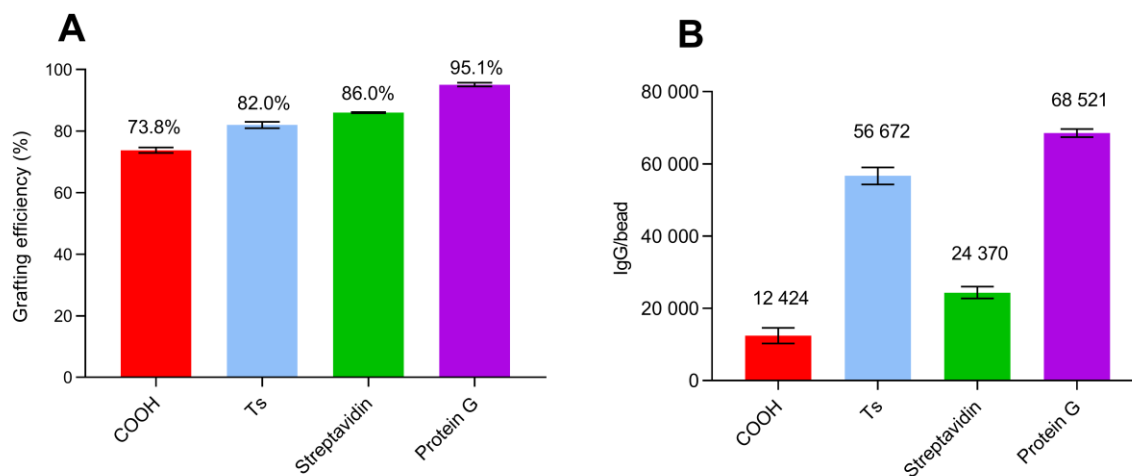 A
Grafting efficiency (%)
100
80
60
40
20
0
73.8%
82.0%
86.0%
95.1%
COOH
Ts
Streptavidin
Protein G
B
IgG/bead
80 000
60 000
40 000
20 000
0
12 424
56 672
24 370
68 521
COOH
Ts
Streptavidin
Protein G